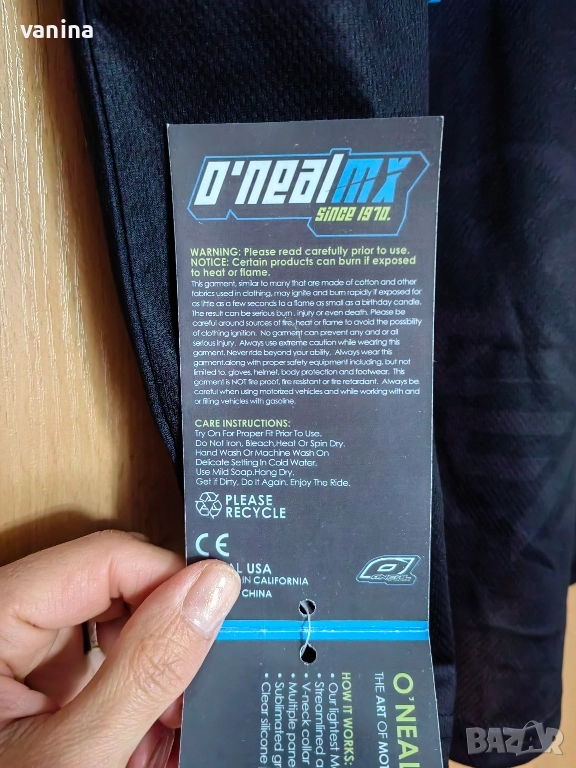 vanina
O'neal mx
since 1970.
WARNING: Please read carefully prior to use.
NOTICE: Certain products can burn if exposed
to heat or flame.
This garment, similar to many that are made of cotton and other
fabrics used in clothing, may ignite and burn rapidly if exposed for
as little as a few seconds to a flame as small as a birthday candle.
The result can be serious burn , injury or even death. Please be
careful around sources of fire, heat or flame to avoid the possibility
of clothing ignition. No garment can prevent any and or all
serious injury. Always use extreme caution while wearing this
garment. Never ride beyond your ability. Always wear this
garment along with proper safety equipment including, but not
limited to, gloves, helmet, body protection and footwear. This
garment is NOT fire proof, fire resistant or fire retardant. Always be
careful when using motorized vehicles and while working with and
or filling vehicles with gasoline.
CARE INSTRUCTIONS:
Try On For Proper Fit Prior To Use.
Do Not Iron, Bleach, Heat Or Spin Dry.
Hand Wash Or Machine Wash On
Delicate Setting In Cold Water.
Use Mild Soap, Hang Dry.
Get it Dirty. Do it Again. Enjoy The Ride.
PLEASE
RECYCLE
CE
AL USA
IN CALIFORNIA
CHINA
O'NEAL
O'NEAL
THE ART OF MOT
HOW IT WORKS:
• Our lightest M
• Streamlined a
• V-neck collar
• Multiple pane
• Sublimated gr
• Clear silicone
BAZAR